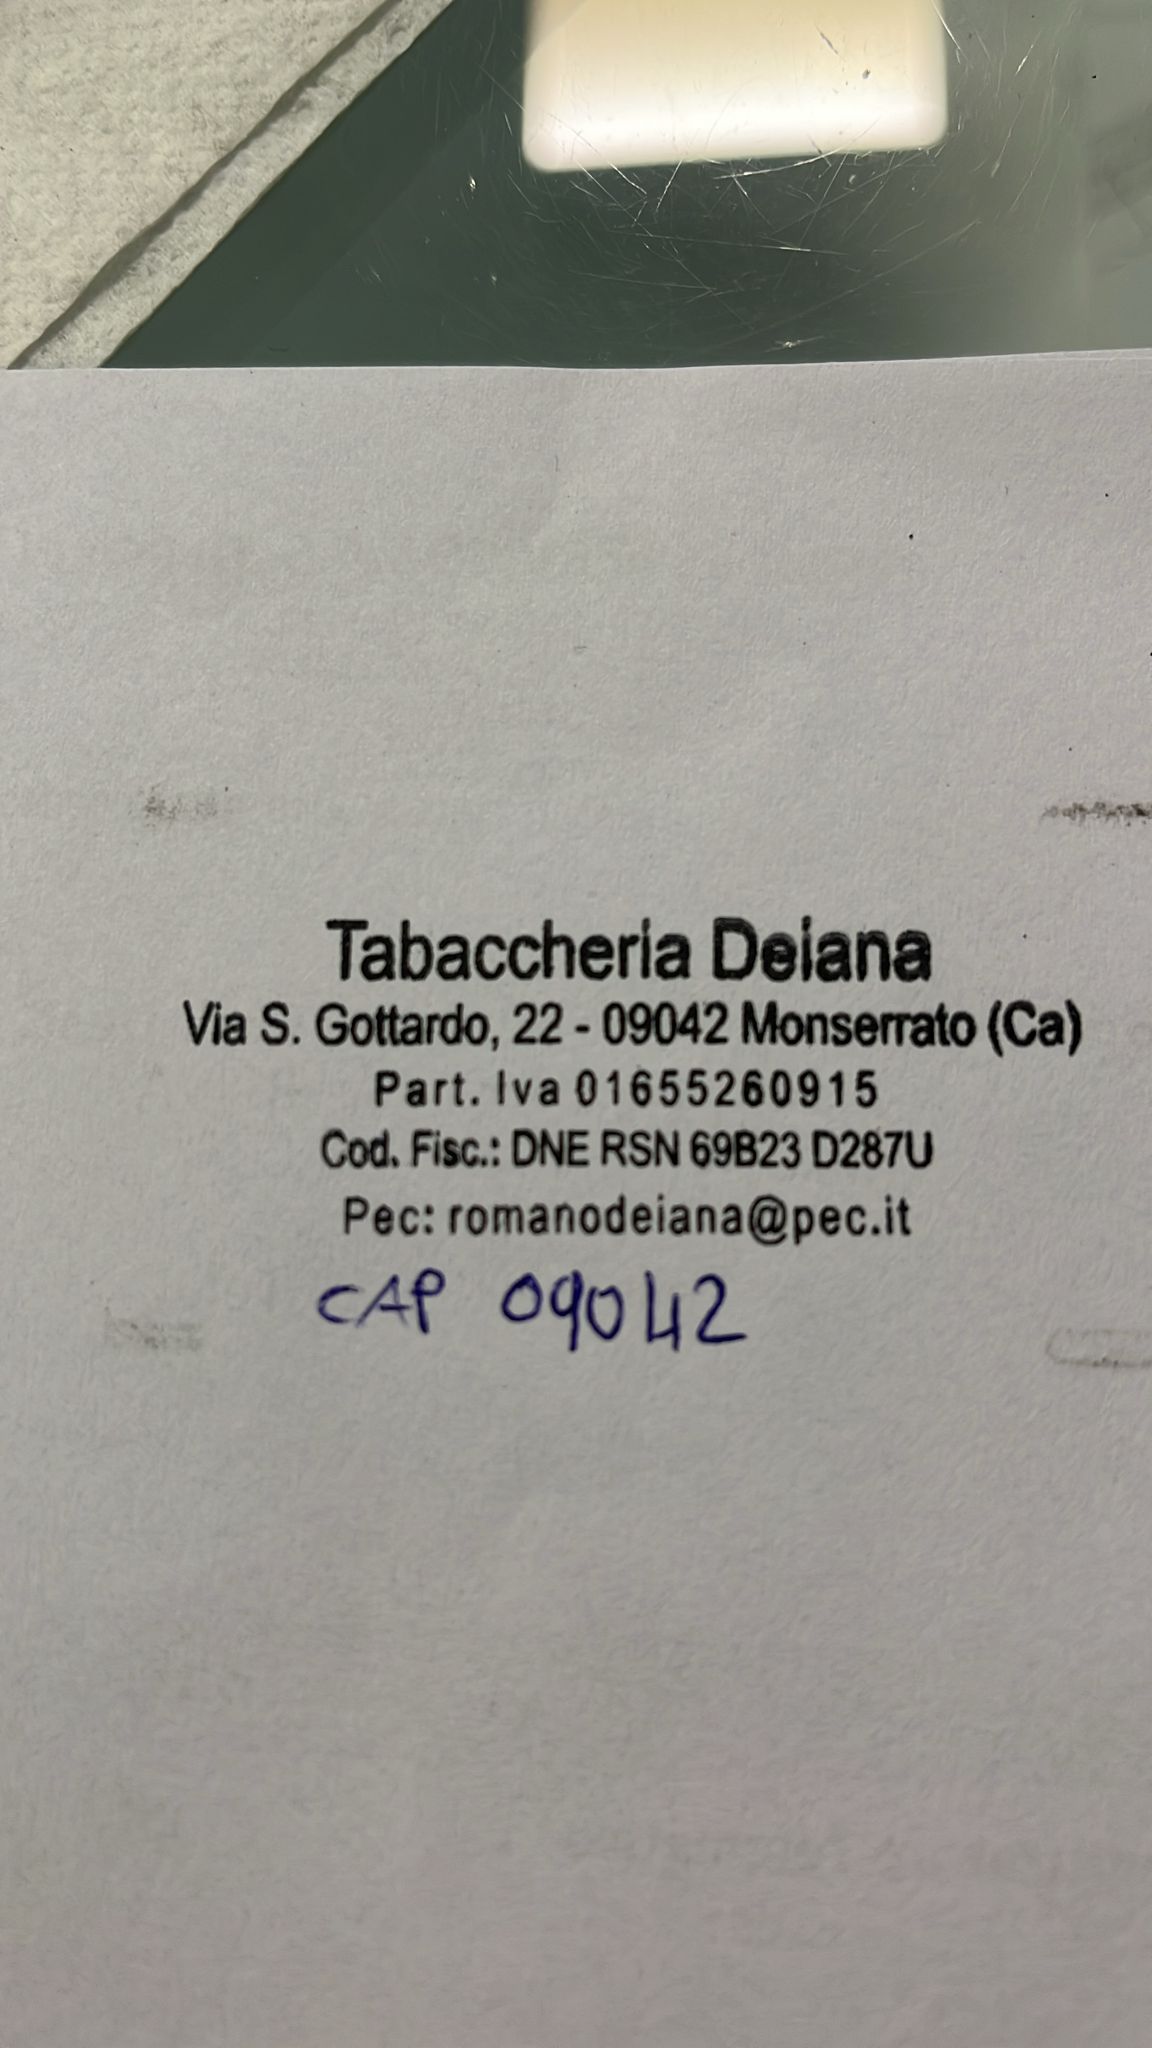 Tabaccheria Deiana
Via S. Gottardo, 22 - 09042 Monserrato (Ca)
Part. Iva 01655260915
Cod. Fisc.: DNE RSN 69B23 D287U
Pec: romanodeiana@pec.it
CAP 09042